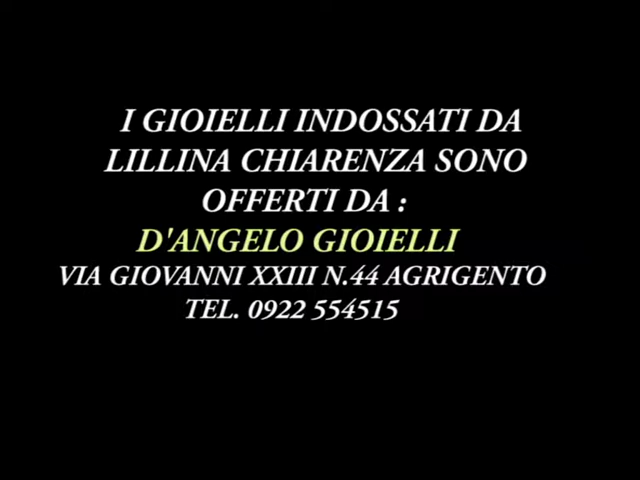 I GIOIELLI INDOSSATI DA
LILLINA CHIARENZA SONO
OFFERTI DA :
D'ANGELO GIOIELLI
VIA GIOVANNI XXIII N.44 AGRIGENTO
TEL. 0922 554515